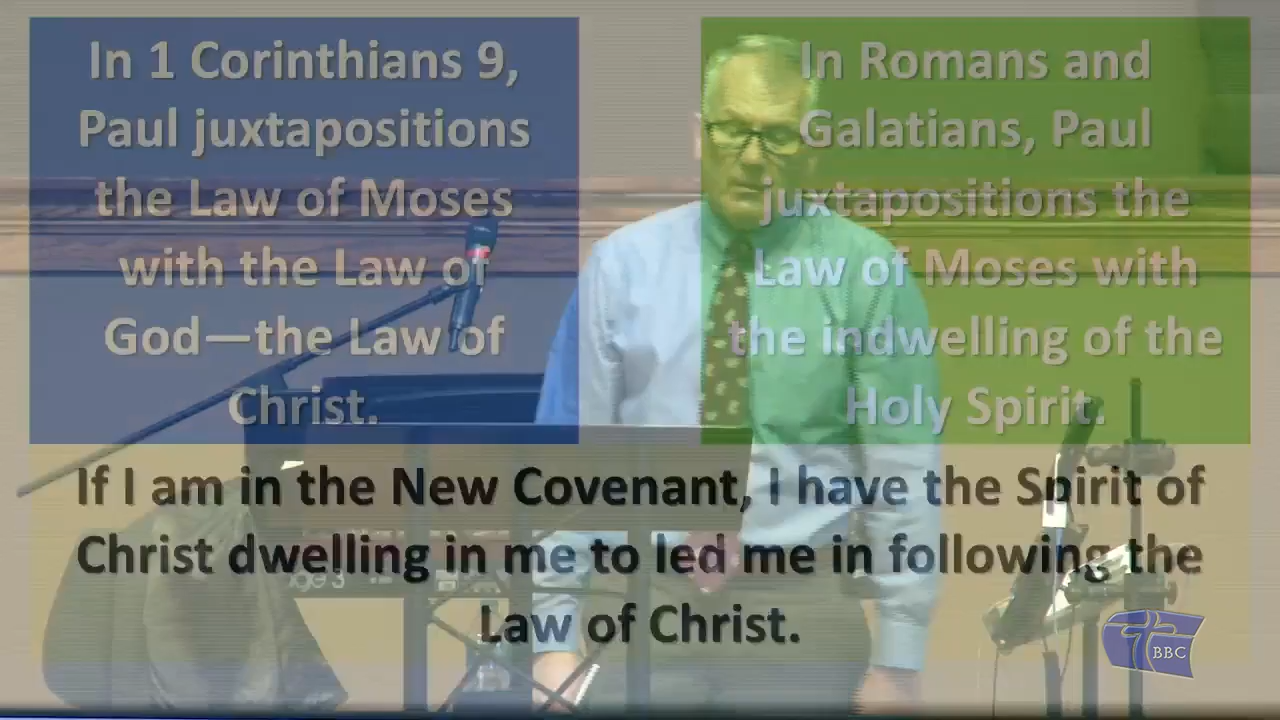 In 1 Corinthians 9,
Paul juxtapositions
the Law of Moses
with the Law of
God—the Law of
Christ.
In Romans and
Galatians, Paul
juxtapositions the
Law of Moses with
the indwelling of the
Holy Spirit.
If I am in the New Covenant, I have the Spirit of
Christ dwelling in me to led me in following the
Law of Christ.
BBC